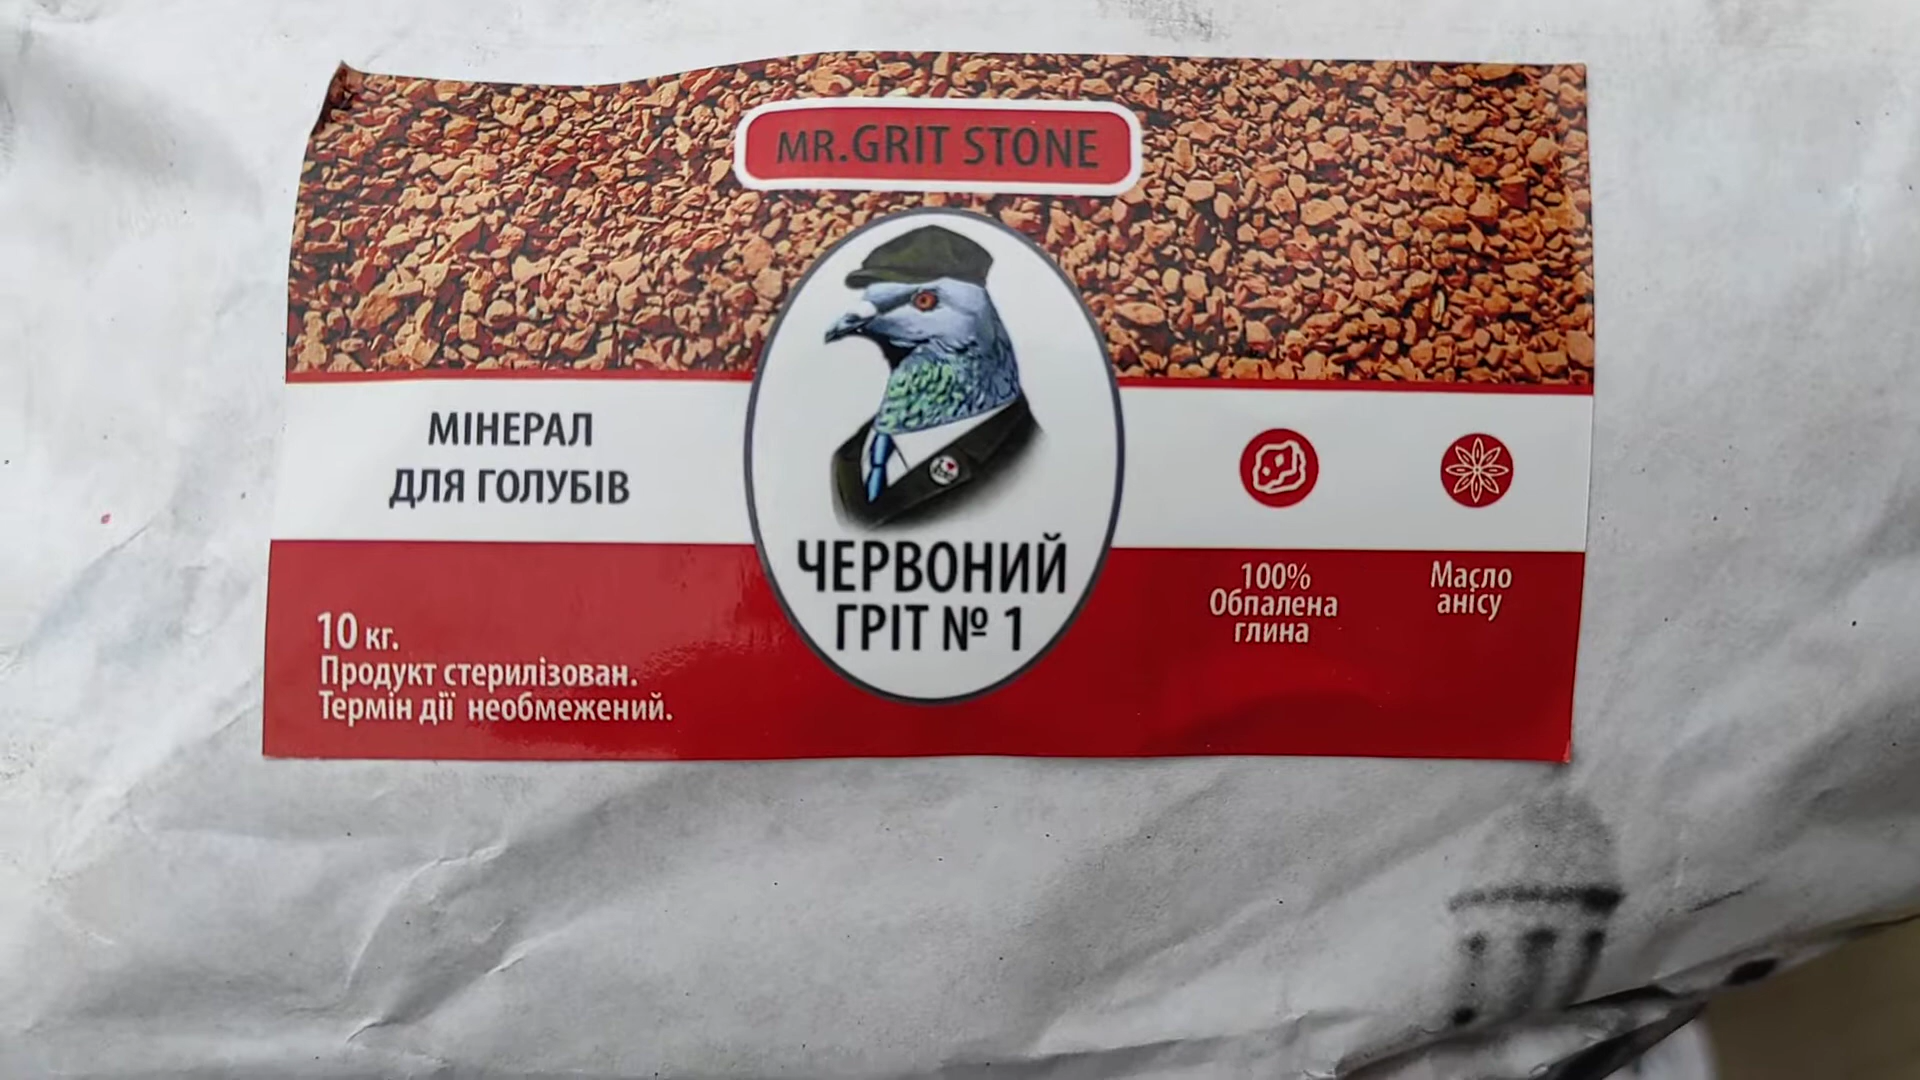 MR.GRIT STONE
МІНЕРАЛ
ДЛЯ ГОЛУБІВ
ЧЕРВОНИЙ
ГРІТ № 1
10 кг.
Продукт стерилізован.
Термін дії необмежений.
100%
Обпалена
глина
Масло
анісу